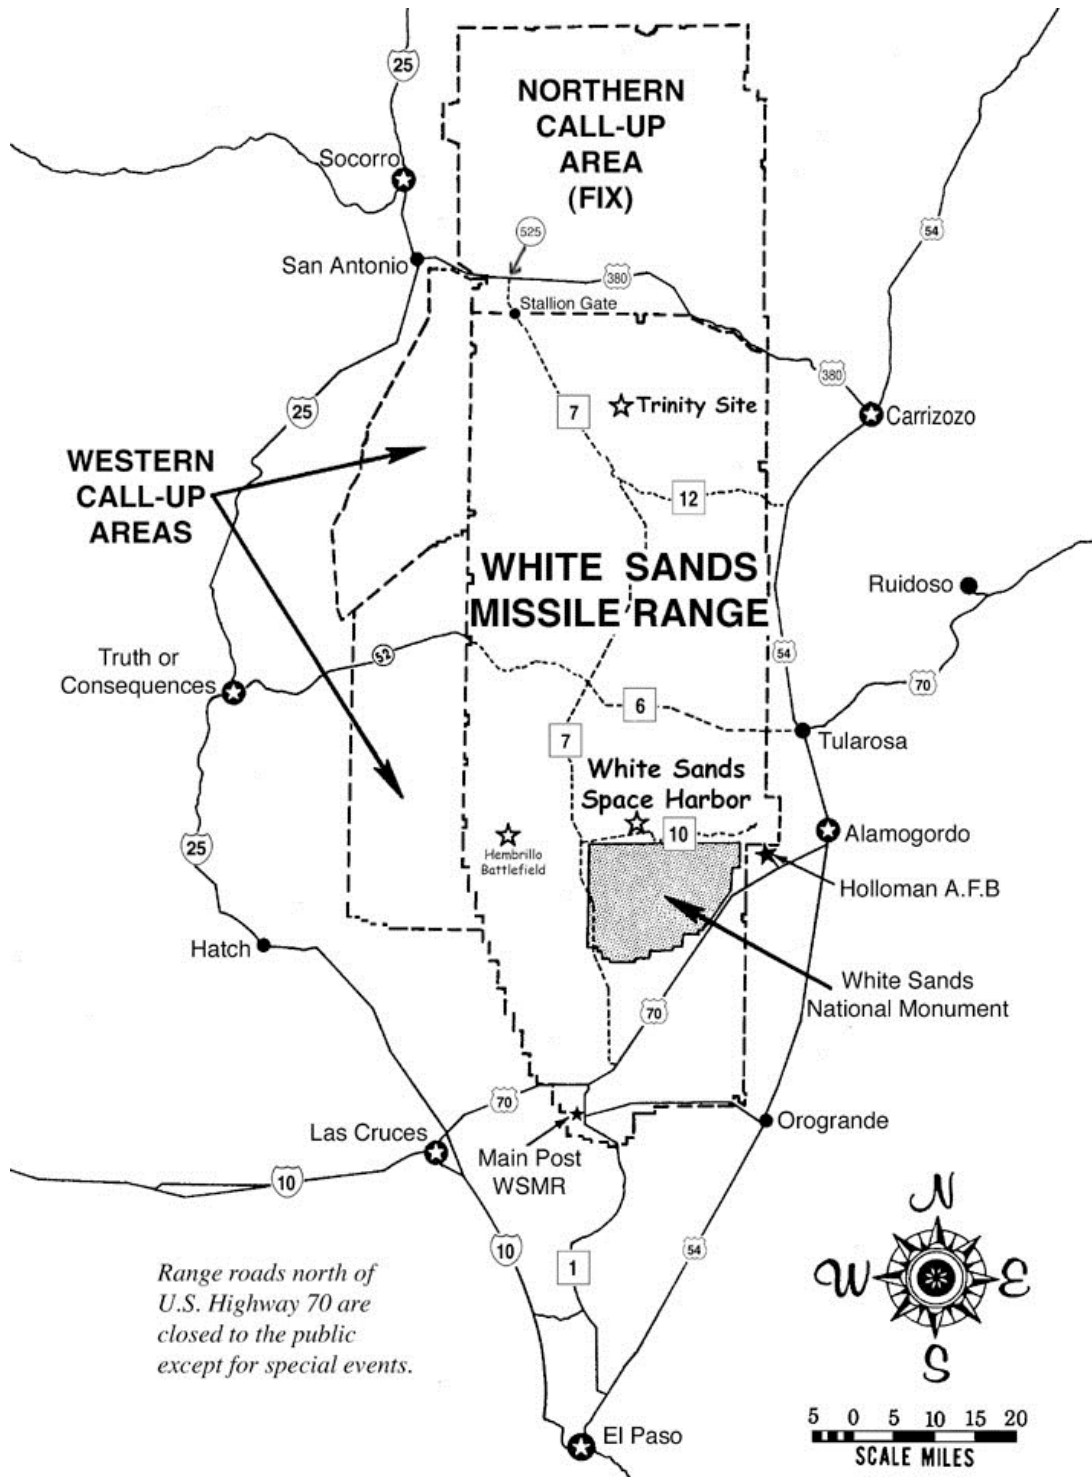 25
NORTHERN
CALL-UP
AREA
(FIX)
Socorro
525
54
San Antonio
380
Stallion Gate
380
25
7
Trinity Site
Carrizozo
WESTERN
CALL-UP
AREAS
12
WHITE SANDS
MISSILE RANGE
Ruidoso
Truth or
Consequences
52
54
70
6
7
Tularosa
White Sands
Space Harbor
10
Hembrillo
Battlefield
25
Alamogordo
Holloman A.F.B
Hatch
White Sands
National Monument
70
70
Las Cruces
Orogrande
Main Post
WSMR
10
10
1
54
N
W
E
S
Range roads north of
U.S. Highway 70 are
closed to the public
except for special events.
El Paso
5 0 5 10 15 20
SCALE MILES